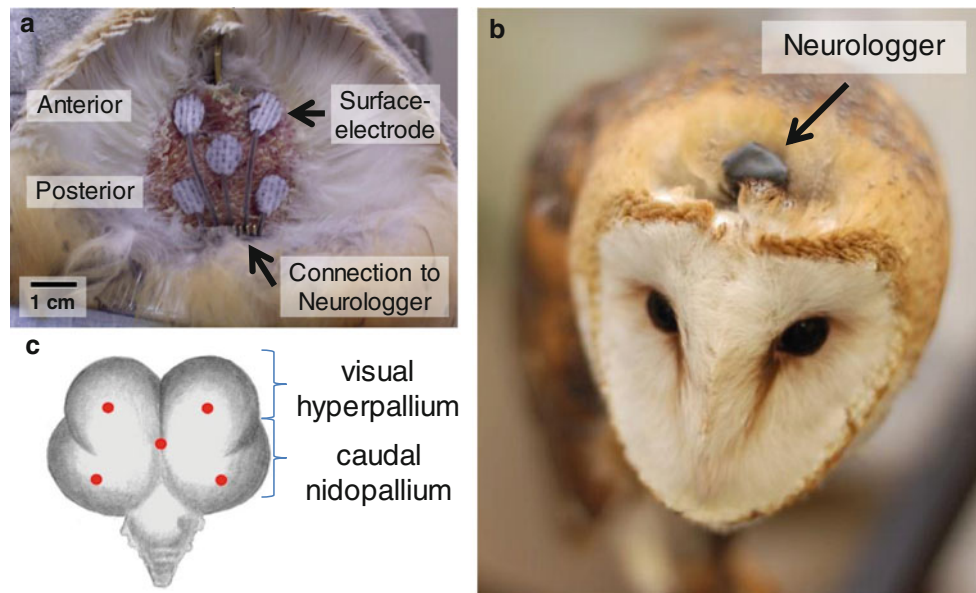 a
Anterior
Surface-
electrode
Posterior
Connection to
Neurologger
1 cm
b
Neurologger
c
visual
hyperpallium
caudal
nidopallium